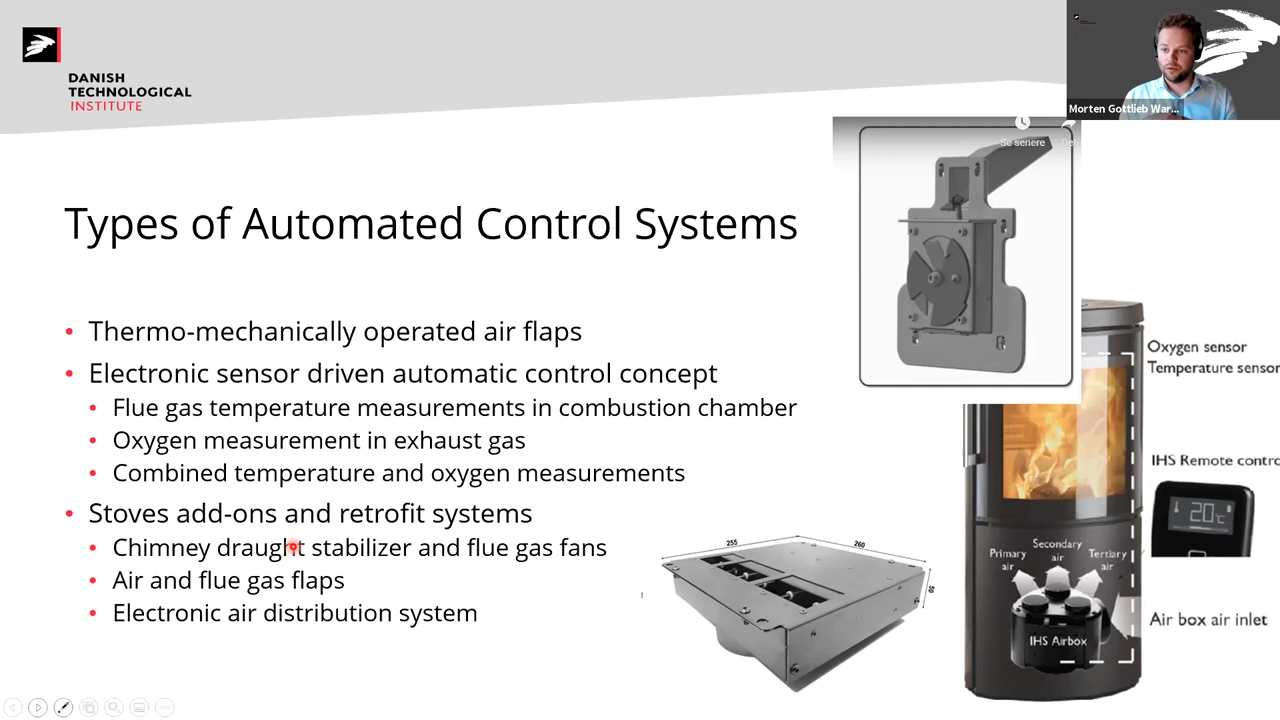 DANISH
TECHNOLOGICAL
INSTITUTE
Morten Gottlieb War...
Se senere
Types of Automated Control Systems
• Thermo-mechanically operated air flaps
• Electronic sensor driven automatic control concept
• Flue gas temperature measurements in combustion chamber
• Oxygen measurement in exhaust gas
• Combined temperature and oxygen measurements
• Stoves add-ons and retrofit systems
• Chimney draught stabilizer and flue gas fans
• Air and flue gas flaps
• Electronic air distribution system
255
260
50
Oxygen sensor
Temperature sensor
IHS Remote contro
20°C
Primary
air
Secondary
air
Tertiary
air
IHS Airbox
Air box air inlet